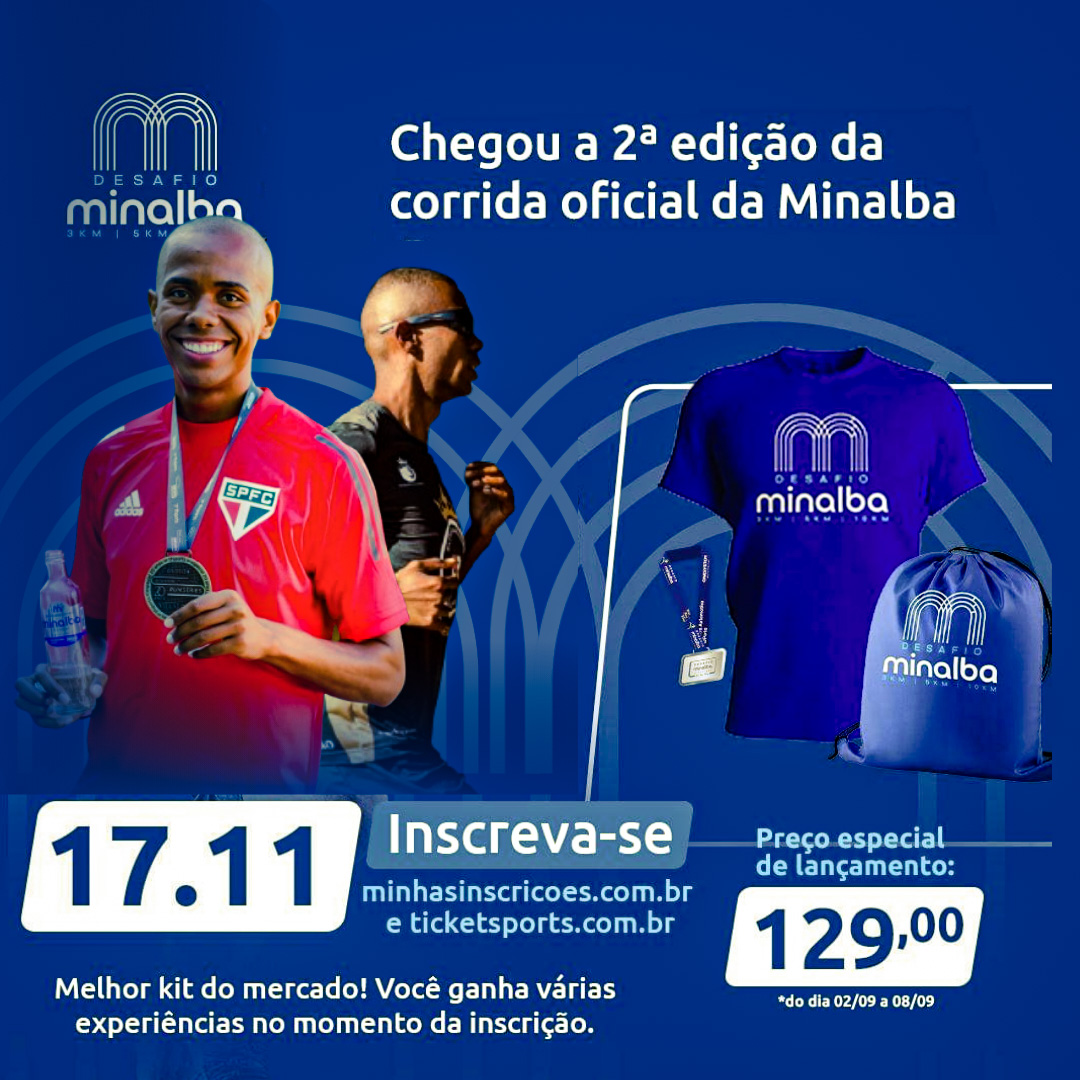 DESAFIO
minalba
3KM | 5KM
Chegou a 2ª edição da
corrida oficial da Minalba
SPFC
adidas
minalba
DESAFIO
minalba
3KM | 5KM | 10KM
DESAFIO
minalba
3KM | 5KM | 10KM
17.11
Inscreva-se
minhasinscricoes.com.br
e ticketsports.com.br
Preço especial
de lançamento:
129,00
*do dia 02/09 a 08/09
Melhor kit do mercado! Você ganha várias
experiências no momento da inscrição.